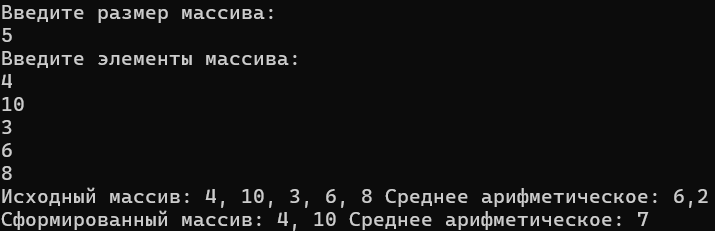 Введите размер массива:
5
Введите элементы массива:
4
10
3
6
8
Исходный массив: 4, 10, 3, 6, 8 Среднее арифметическое: 6,2
Сформированный массив: 4, 10 Среднее арифметическое: 7